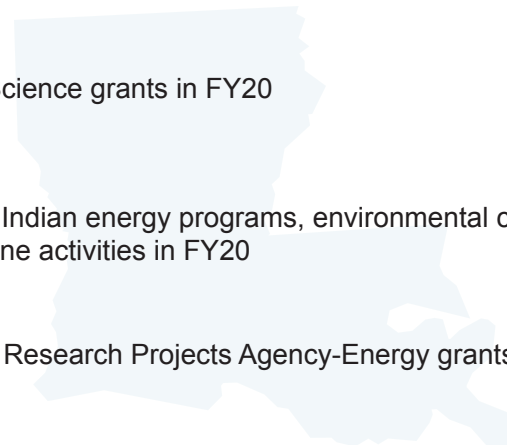 cience grants in FY20
Indian energy programs, environmental
ne activities in FY20
Research Projects Agency-Energy grants